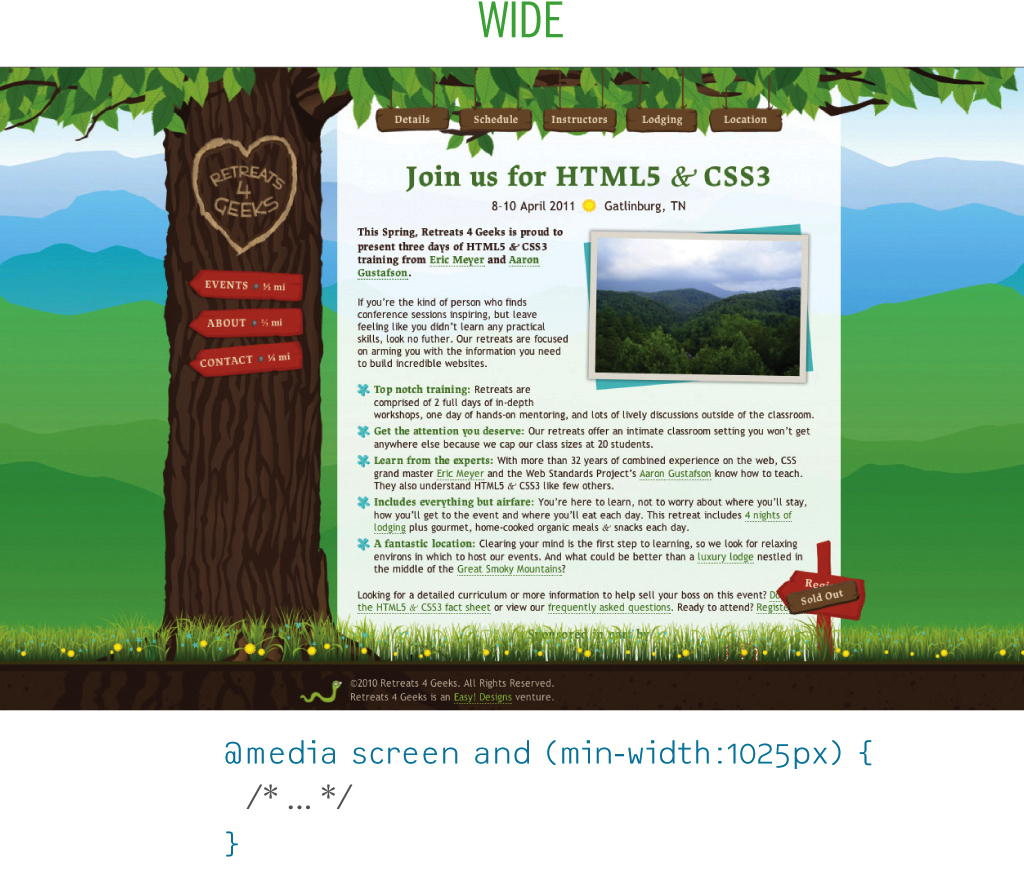 WIDE
Details Schedule Instructors Lodging Location
RETREATS
4
GEEKS
EVENTS • ⅕ mi
ABOUT • ⅓ mi
CONTACT • ¼ mi
Join us for HTML5 & CSS3
8-10 April 2011 Gatlinburg, TN
This Spring, Retreats 4 Geeks is proud to
present three days of HTML5 & CSS3
training from Eric Meyer and Aaron
Gustafson.
If you're the kind of person who finds
conference sessions inspiring, but leave
feeling like you didn't learn any practical
skills, look no futher. Our retreats are focused
on arming you with the information you need
to build incredible websites.
Top notch training: Retreats are
comprised of 2 full days of in-depth
workshops, one day of hands-on mentoring, and lots of lively discussions outside of the classroom.
Get the attention you deserve: Our retreats offer an intimate classroom setting you won't get
anywhere else because we cap our class sizes at 20 students.
Learn from the experts: With more than 32 years of combined experience on the web, CSS
grand master Eric Meyer and the Web Standards Project's Aaron Gustafson know how to teach.
They also understand HTML5 & CSS3 like few others.
Includes everything but airfare: You're here to learn, not to worry about where you'll stay,
how you'll get to the event and where you'll eat each day. This retreat includes 4 nights of
lodging plus gourmet, home-cooked organic meals & snacks each day.
A fantastic location: Clearing your mind is the first step to learning, so we look for relaxing
environs in which to host our events. And what could be better than a luxury lodge nestled in
the middle of the Great Smoky Mountains?
Looking for a detailed curriculum or more information to help sell your boss on this event?
the HTML5 & CSS3 fact sheet or view our frequently asked questions. Ready to attend? Registe
Sold Out
Sponsored in part by
©2010 Retreats 4 Geeks. All Rights Reserved.
Retreats 4 Geeks is an Easy! Designs venture.
@media screen and (min-width:1025px) {
/* ... */
}